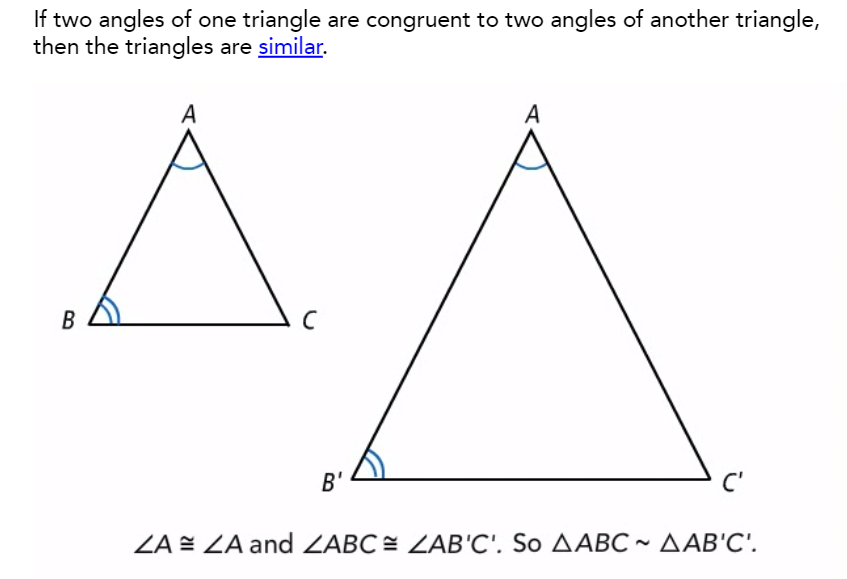 If two angles of one triangle are congruent to two angles of another triangle,
then the triangles are similar.
A
A
B
C
B'
C'
∠A ≅ ∠A and ∠ABC ≅ ∠AB'C'. So △ABC ~ △AB'C'.